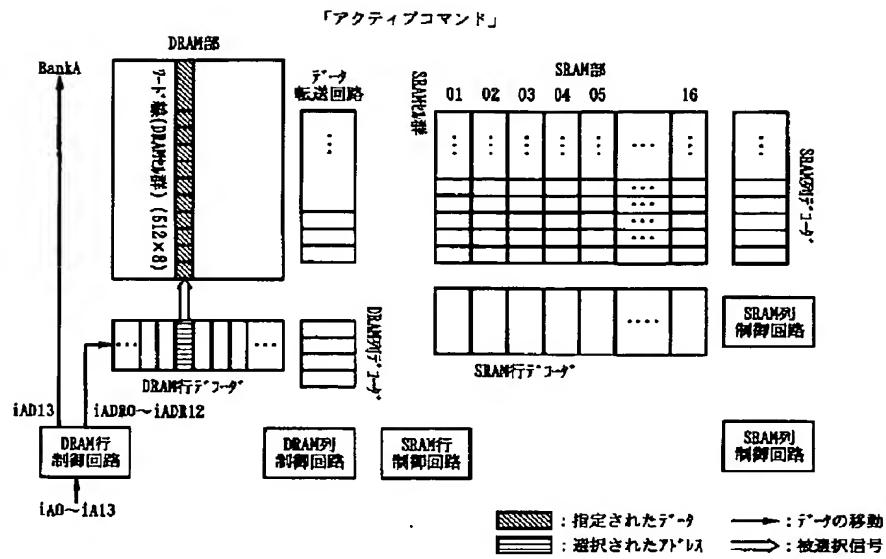 「アクティブコマンド」
DRAM部
BankA
ワード線(DRAMセル群) (512×8)
データ
転送回路
SRAMセル群
SRAM部
01 02 03 04 05 16
SRAM列デコーダ
DRAM行デコーダ
DRAM列デコーダ
SRAM行デコーダ
SRAM列
制御回路
iAD13
iADR0～iADR12
DRAM行
制御回路
DRAM列
制御回路
SRAM行
制御回路
SRAM列
制御回路
iA0～iA13
：指定されたデータ
：データの移動
：選択されたアドレス
：被選択信号